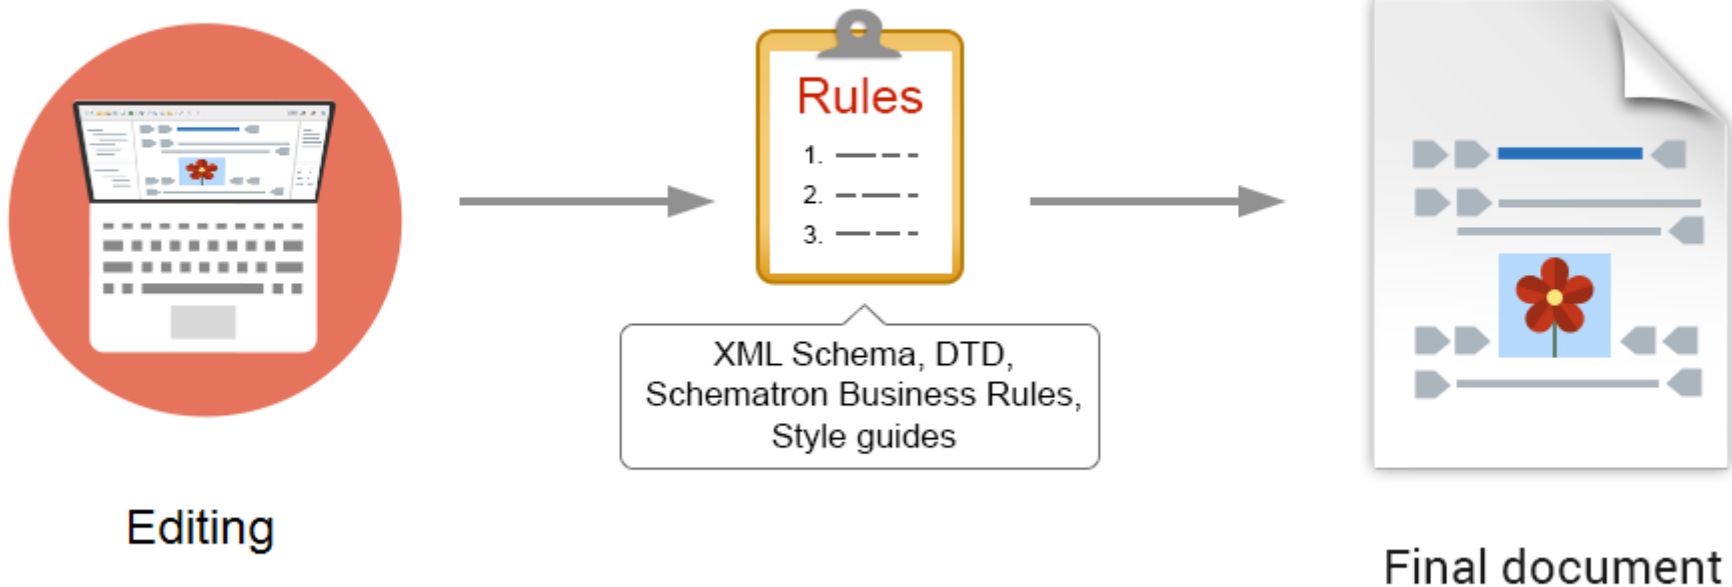 Rules
1.
2.
3.
XML Schema, DTD,
Schematron Business Rules,
Style guides
Editing
Final document